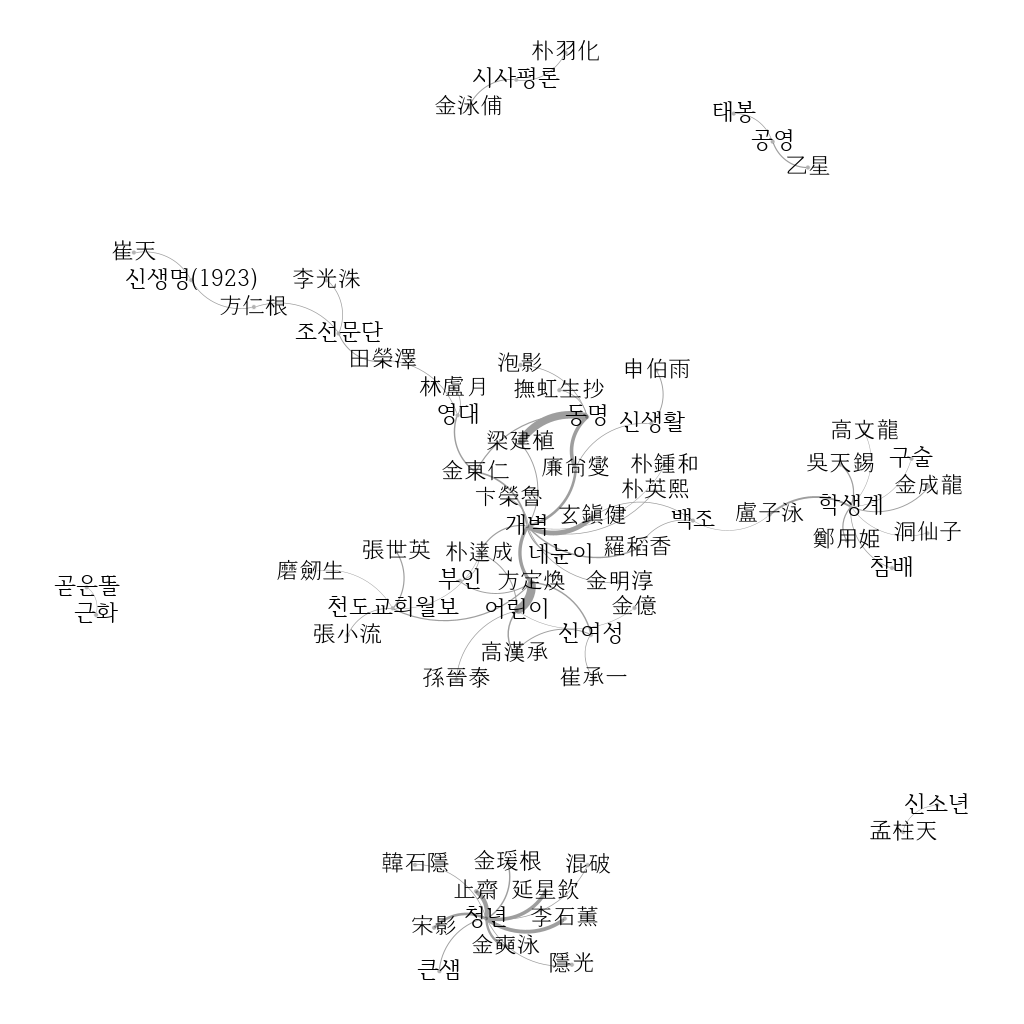 朴羽化
시사평론
金泳俌
태봉
공영
乙星
崔天
신생명(1923)
李光洙
方仁根
조선문단
田榮澤
泡影
申伯雨
林盧月
撫虹生抄
영대
동명
신생활
高文龍
梁建植
吳天錫
구술
金東仁
廉尙燮
朴鍾和
金成龍
卞榮魯
朴英熙
학생계
개벽
玄鎭健
백조
盧子泳
鄭用姬
洞仙子
張世英
朴達成
네눈이
羅稻香
참배
磨劒生
부인
方定煥
金明淳
곧은똘
근화
천도교회월보
어린이
金億
張小流
신여성
高漢承
孫晉泰
崔承一
신소년
孟柱天
韓石隱
金瑗根
混破
止齋
延星欽
宋影
청년
李石薰
金奭泳
큰샘
隱光